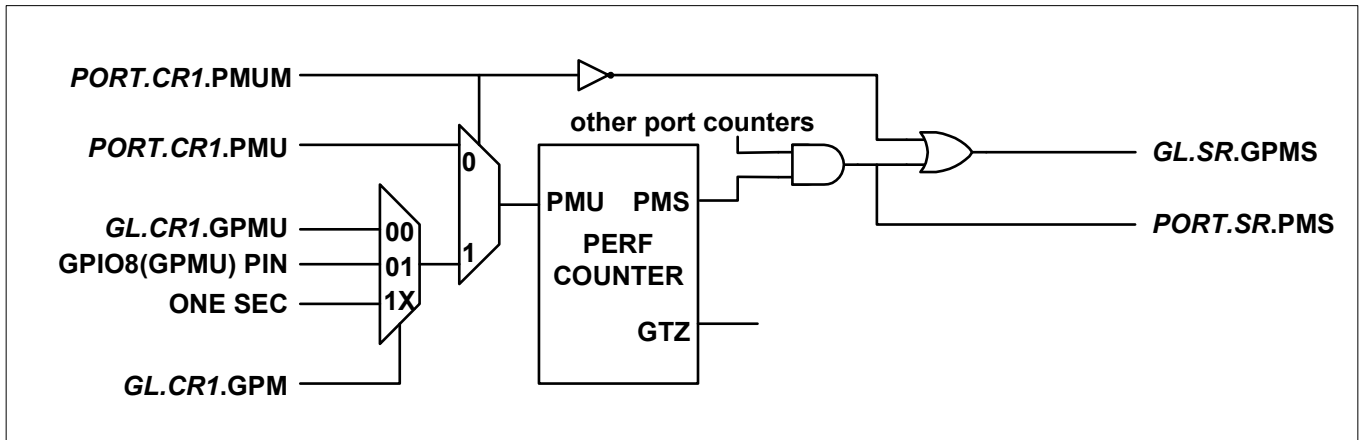 PORT.CR1.PMUM
other port counters
PORT.CR1.PMU
0
GL.SR.GPMS
PMU PMS
GL.CR1.GPMU
00
PORT.SR.PMS
PERF
GPIO8(GPMU) PIN
01
1
COUNTER
ONE SEC
1X
GTZ
GL.CR1.GPM